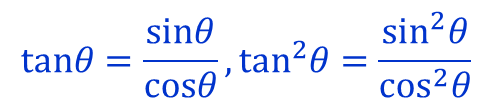 tanθ = sinθ/cosθ, tan²θ = sin²θ/cos²θ